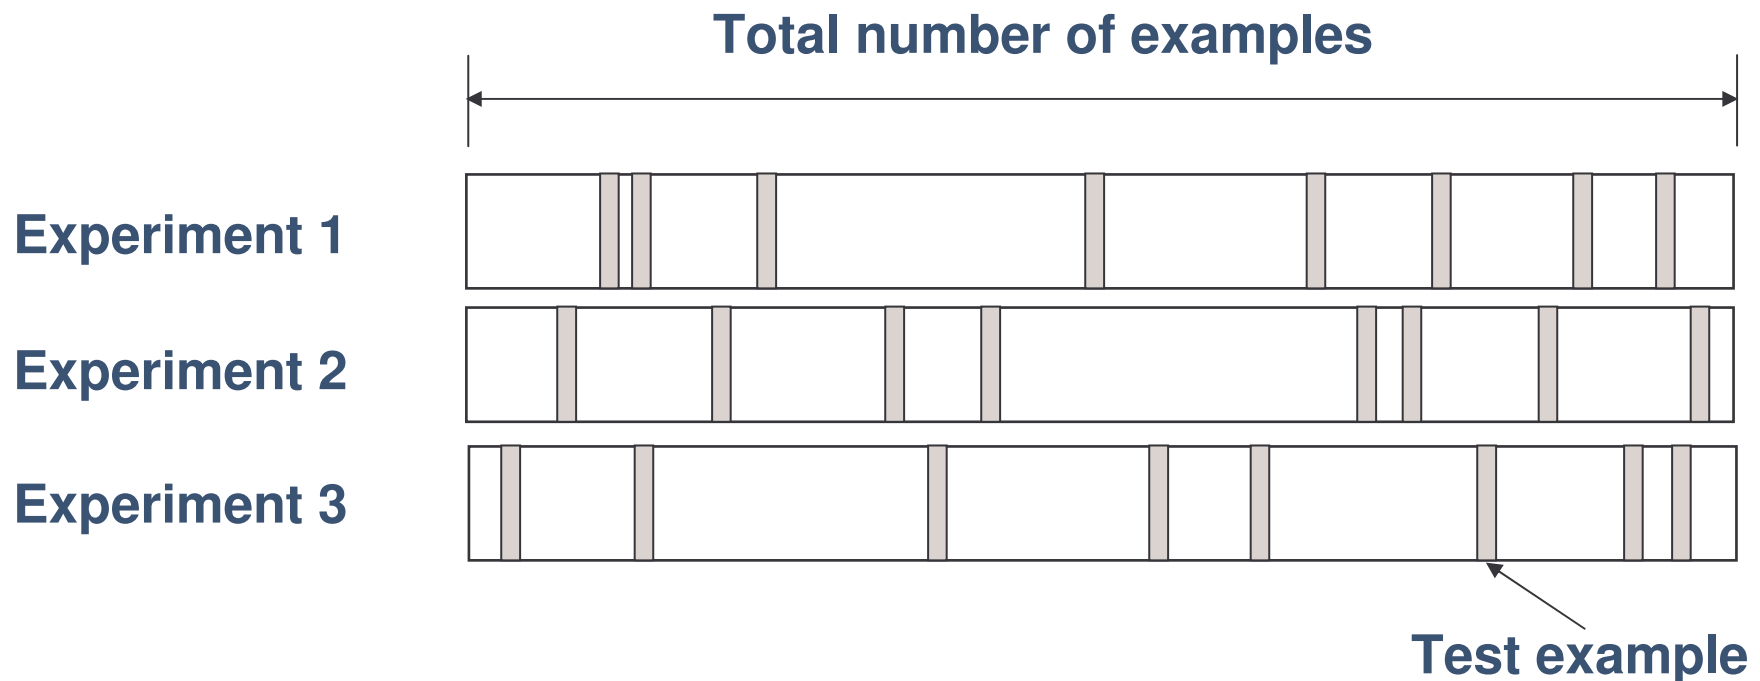 Total number of examples
Experiment 1
Experiment 2
Experiment 3
Test example